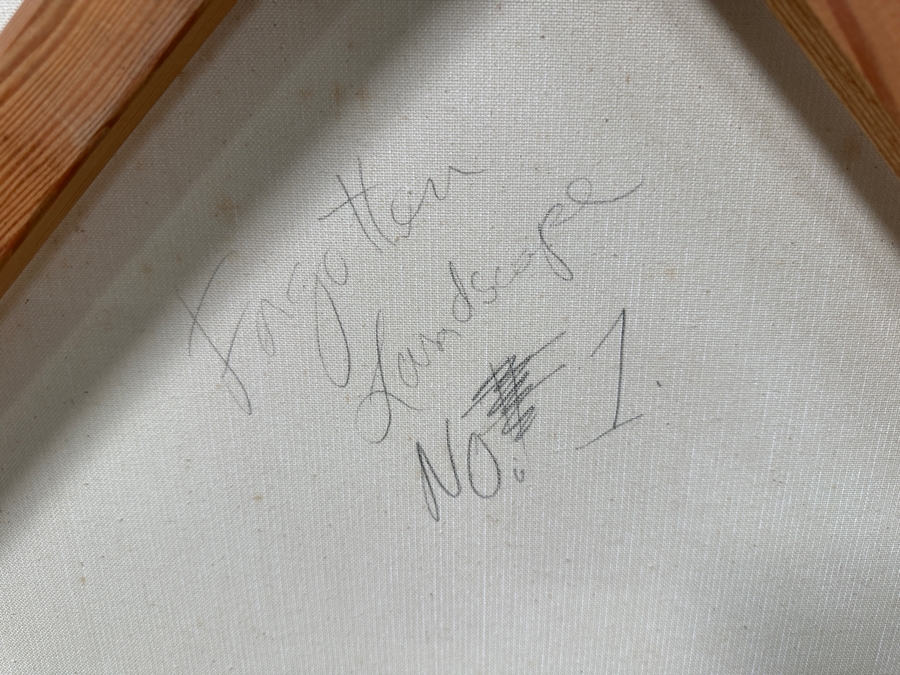 Forgotten
Landscape
NO. 1